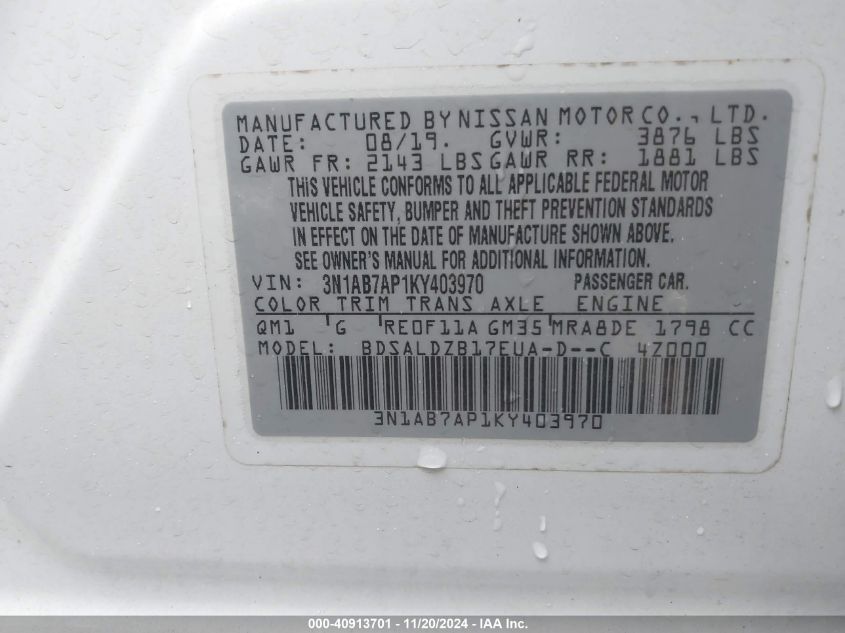 MANUFACTURED BY NISSAN MOTOR CO., LTD.
DATE: 08/19. GVWR: 3876 LBS
GAWR FR: 2143 LBS GAWR RR: 1881 LBS
THIS VEHICLE CONFORMS TO ALL APPLICABLE FEDERAL MOTOR
VEHICLE SAFETY, BUMPER AND THEFT PREVENTION STANDARDS
IN EFFECT ON THE DATE OF MANUFACTURE SHOWN ABOVE.
SEE OWNER'S MANUAL FOR ADDITIONAL INFORMATION.
VIN: 3N1AB7AP1KY403970 PASSENGER CAR.
COLOR TRIM TRANS AXLE ENGINE
QM1 G RE0F11A GM35 MRA8DE 1798 CC
MODEL: BDSALDZB17EUA-D--C 4Z000
3N1AB7AP1KY403970
000-40913701 - 11/20/2024 - IAA Inc.